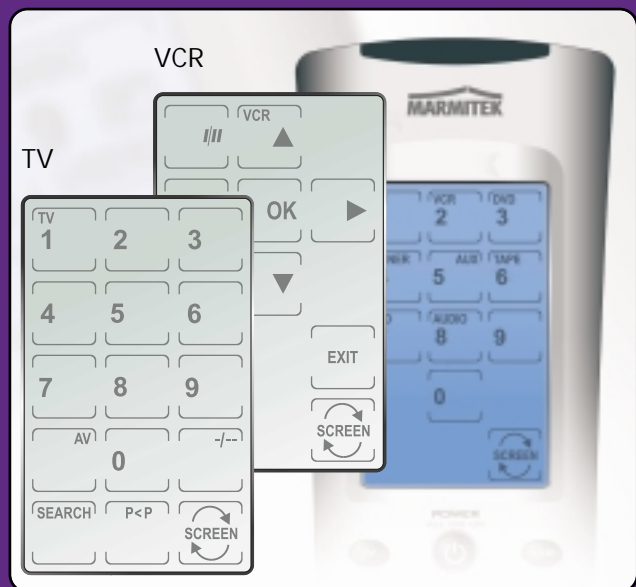 VCR
TV
MARMITEK
I/II VCR
OK
EXIT
SCREEN
TV
1 2 3
4 5 6
7 8 9
AV 0 -/--
SEARCH P<P SCREEN
VCR DVD
2 3
AUX TAPE
5 6
AUDIO
8 9
0
SCREEN
POWER